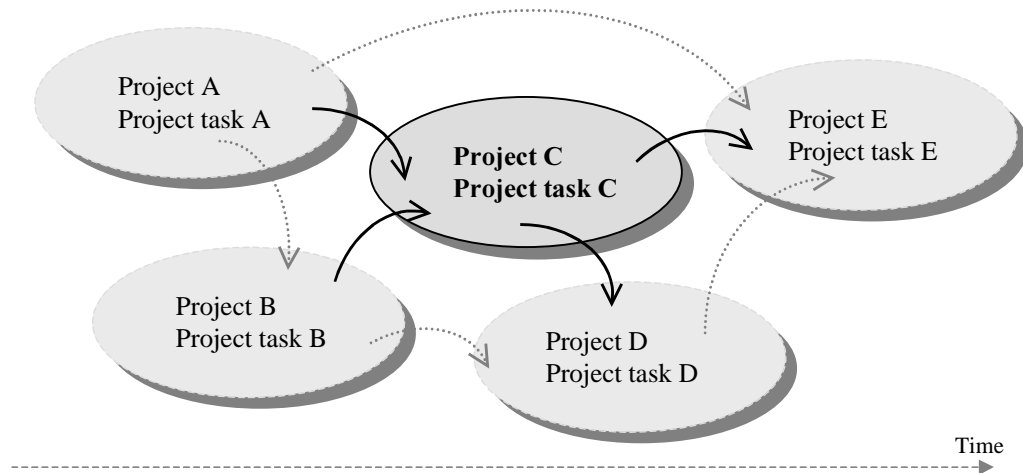 Project A
Project task A
Project C
Project task C
Project E
Project task E
Project B
Project task B
Project D
Project task D
Time